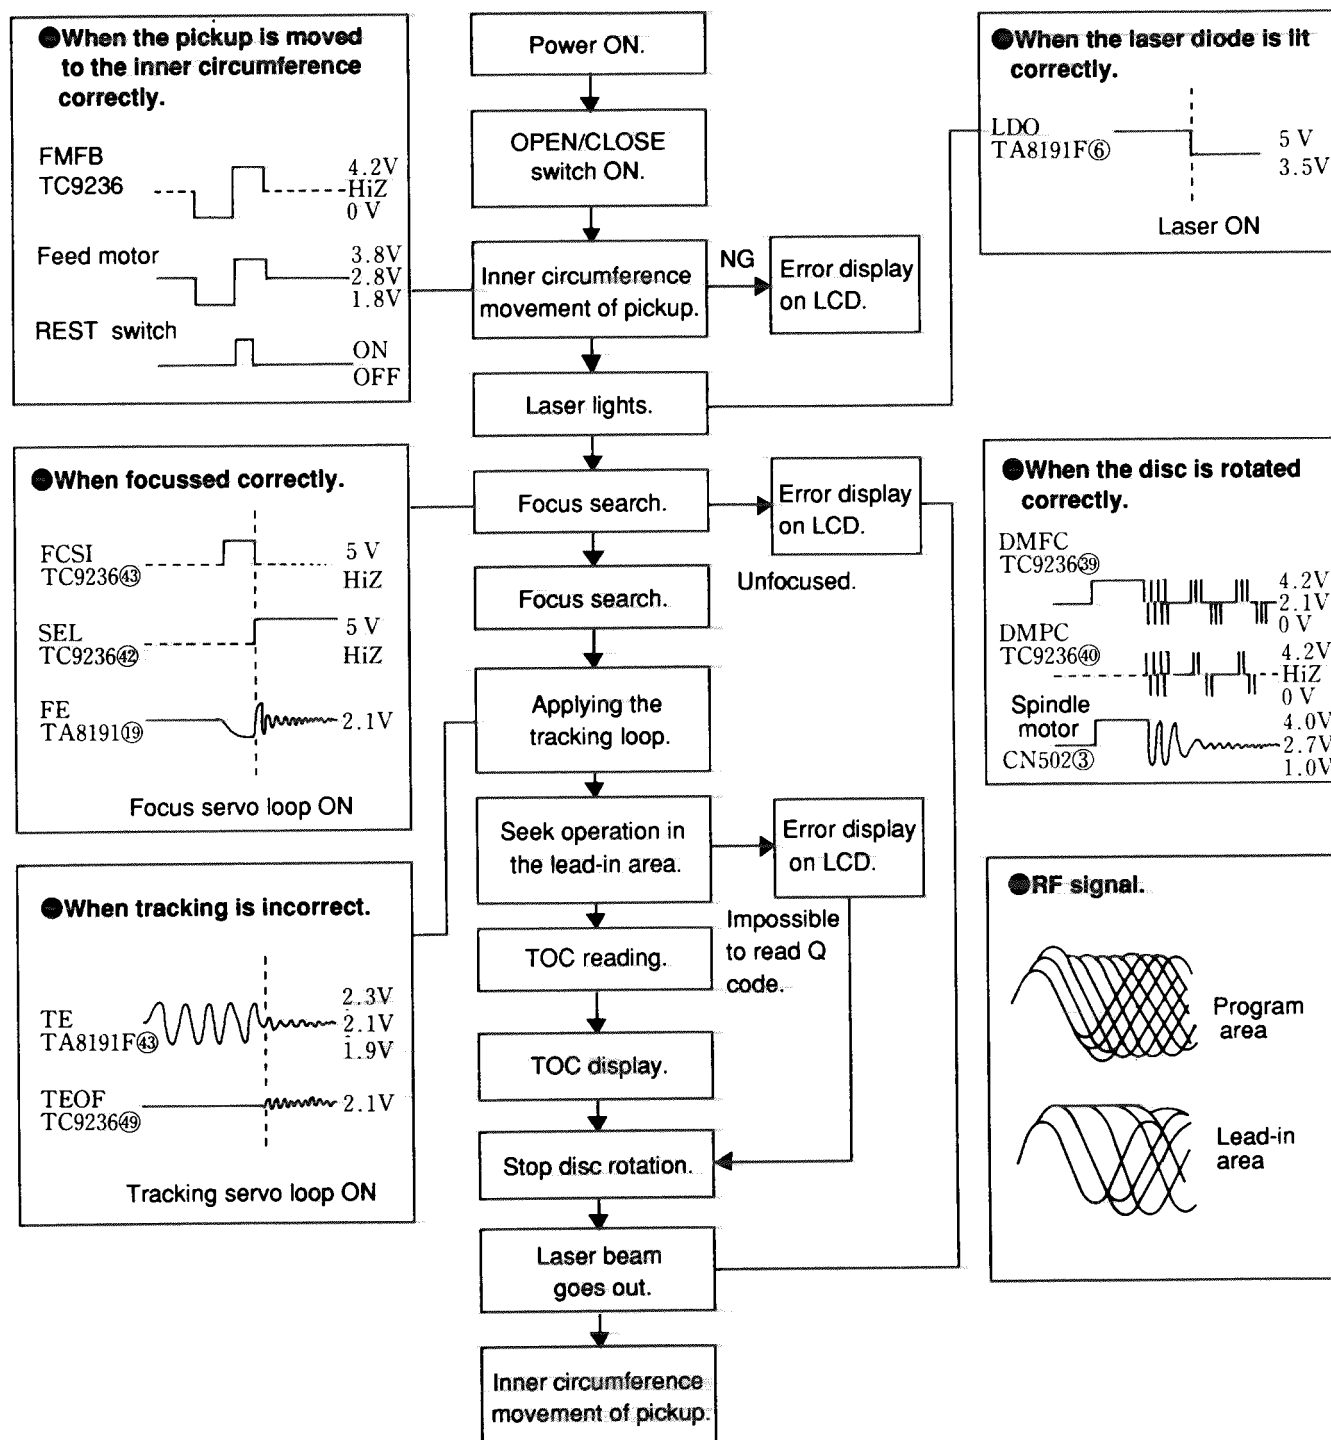 ●When the pickup is moved
to the inner circumference
correctly.
FMFB
TC9236
4.2V
HiZ
0 V
Feed motor
3.8V
2.8V
1.8V
REST switch
ON
OFF
●When focussed correctly.
FCSI
TC9236㊸
5 V
HiZ
SEL
TC9236㊷
5 V
HiZ
FE
TA8191⑲
2.1V
Focus servo loop ON
●When tracking is incorrect.
TE
TA8191F㊸
2.3V
2.1V
1.9V
TEOF
TC9236㊾
2.1V
Tracking servo loop ON
Power ON.
OPEN/CLOSE
switch ON.
Inner circumference
movement of pickup.
NG
Error display
on LCD.
Laser lights.
Focus search.
Error display
on LCD.
Unfocused.
Focus search.
Applying the
tracking loop.
Seek operation in
the lead-in area.
Error display
on LCD.
Impossible
to read Q
code.
TOC reading.
TOC display.
Stop disc rotation.
Laser beam
goes out.
Inner circumference
movement of pickup.
●When the laser diode is lit
correctly.
LDO
TA8191F⑥
5 V
3.5V
Laser ON
●When the disc is rotated
correctly.
DMFC
TC9236㊴
4.2V
2.1V
0 V
DMPC
TC9236㊵
4.2V
HiZ
0 V
Spindle
motor
CN502③
4.0V
2.7V
1.0V
●RF signal.
Program
area
Lead-in
area